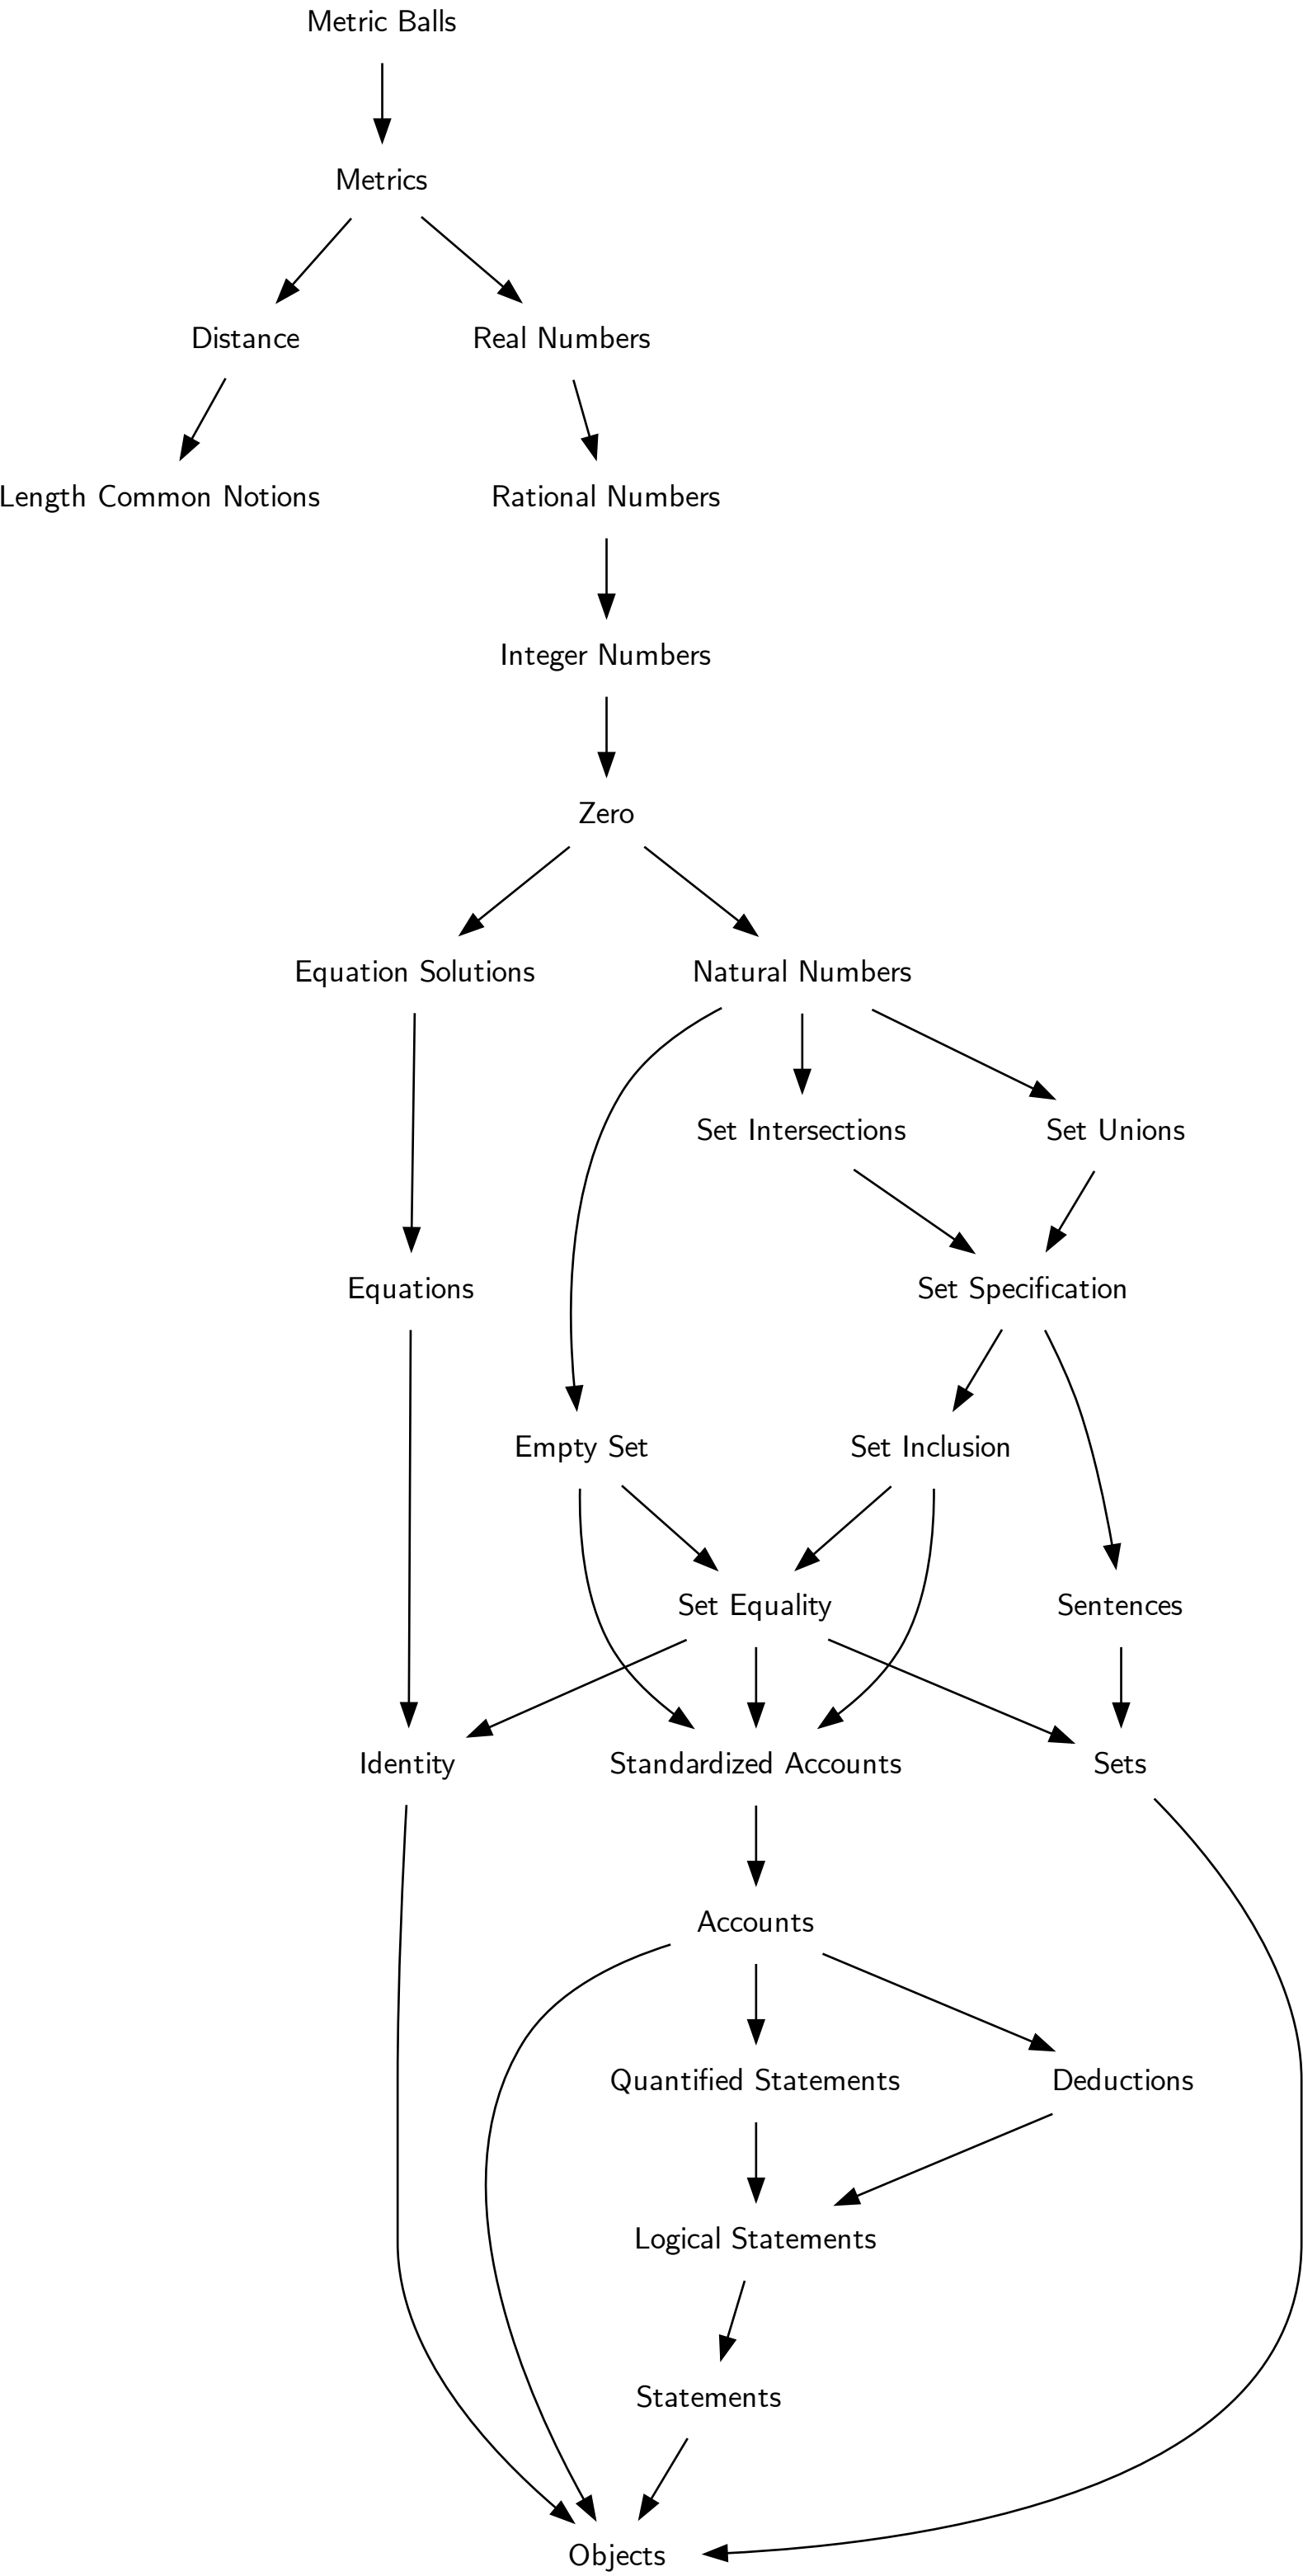 Metric Balls
Metrics
Distance
Real Numbers
Length Common Notions
Rational Numbers
Integer Numbers
Zero
Equation Solutions
Natural Numbers
Set Intersections
Set Unions
Equations
Set Specification
Empty Set
Set Inclusion
Set Equality
Sentences
Identity
Standardized Accounts
Sets
Accounts
Quantified Statements
Deductions
Logical Statements
Statements
Objects